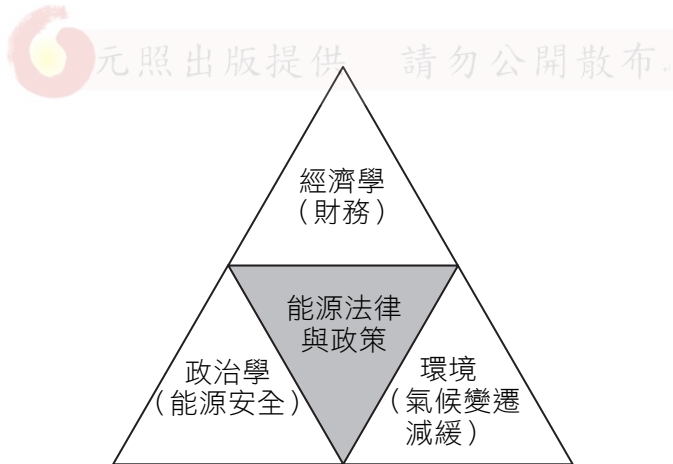 元照出版提供 請勿公開散布
經濟學
（財務）
能源法律
與政策
政治學
（能源安全）
環境
（氣候變遷
減緩）